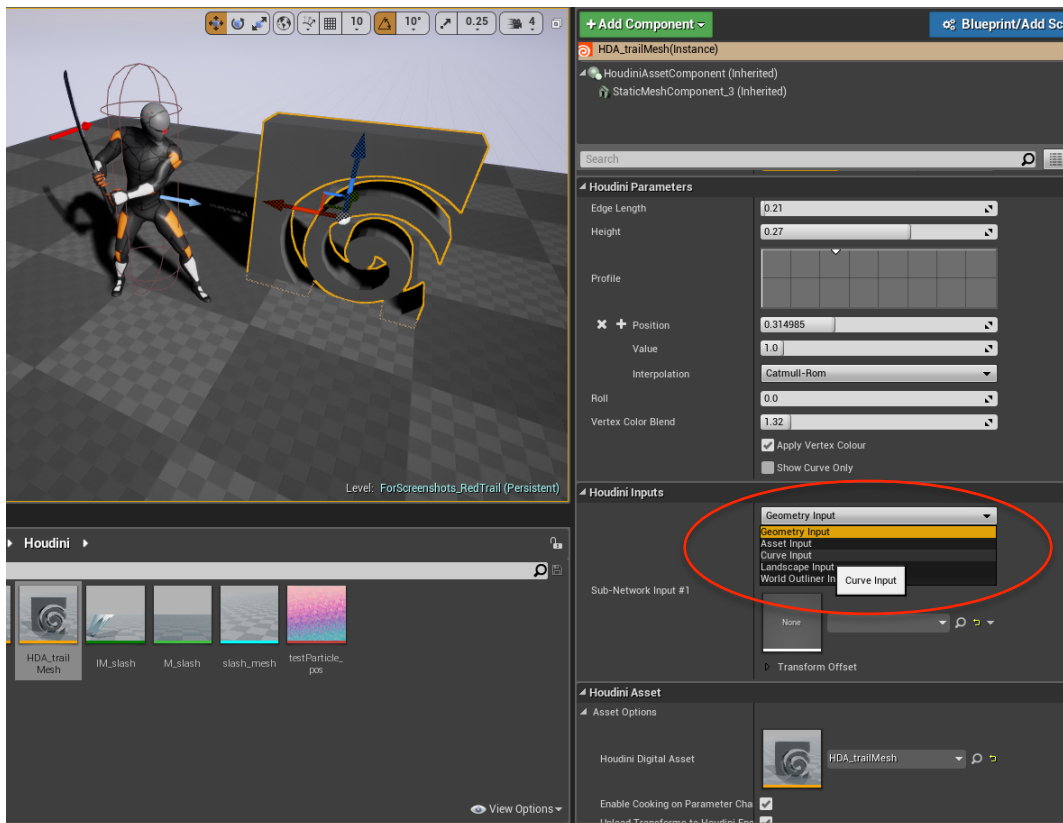 10
10°
0.25
4
+Add Component
Blueprint/Add Sc
HDA_trailMesh(Instance)
HoudiniAssetComponent (Inherited)
StaticMeshComponent_3 (Inherited)
Search
Houdini Parameters
Edge Length
0.21
Height
0.27
Profile
Position
0.314985
Value
1.0
Interpolation
Catmull-Rom
Roll
0.0
Vertex Color Blend
1.32
Apply Vertex Colour
Show Curve Only
Level: ForScreenshots_RedTrail (Persistent)
Houdini Inputs
Geometry Input
Geometry Input
Asset Input
Curve Input
Landscape Input
World Outliner In
Curve Input
Sub-Network Input #1
None
Transform Offset
Houdini
HDA_trail
Mesh
IM_slash
M_slash
slash_mesh
testParticle_
pos
Houdini Asset
Asset Options
Houdini Digital Asset
HDA_trailMesh
View Options
Enable Cooking on Parameter Cha
Upload Transforms to Houdini Eng